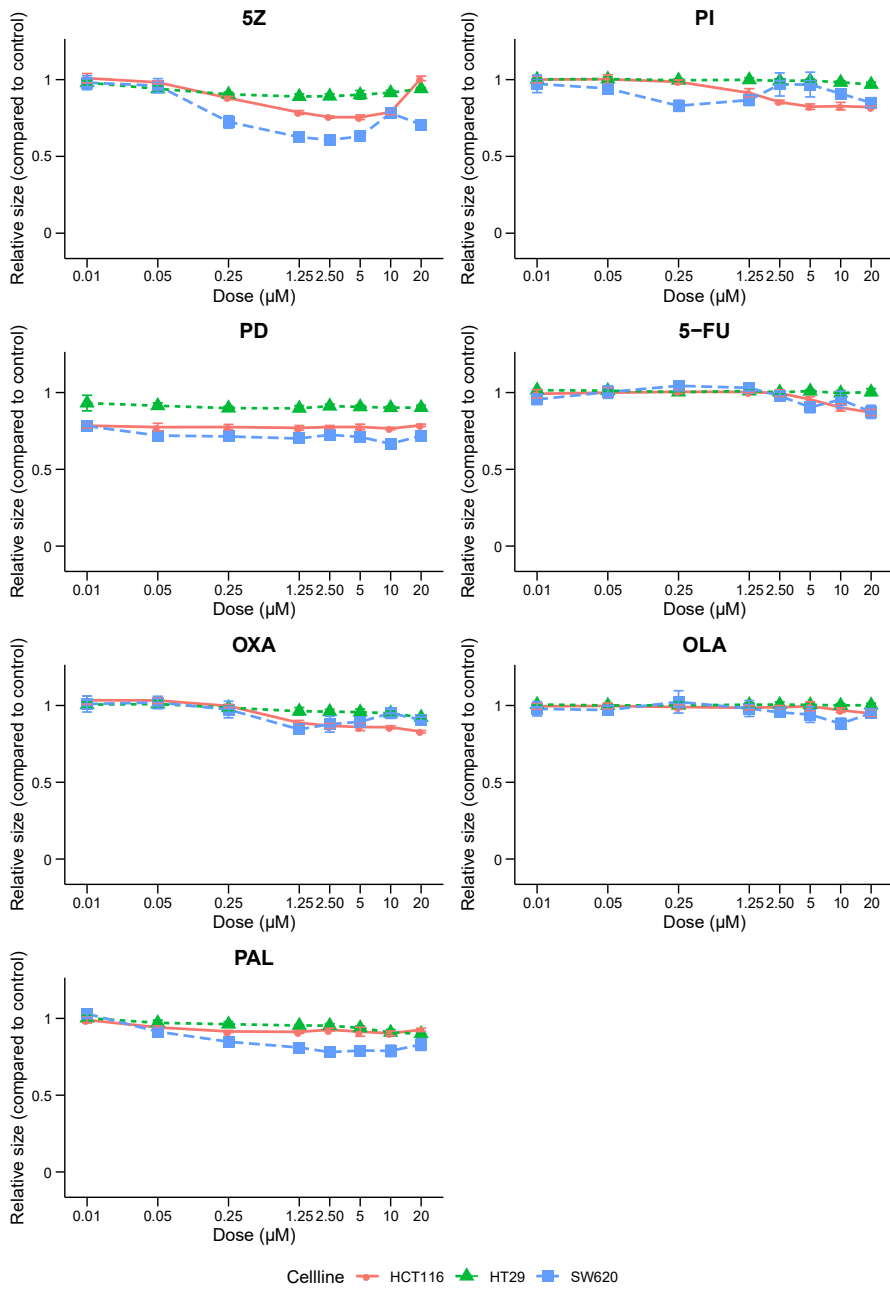 5Z
Relative size (compared to control)
1
0.5
0
0.01 0.05 0.25 1.25 2.50 5 10 20
Dose (µM)
PI
Relative size (compared to control)
1
0.5
0
0.01 0.05 0.25 1.25 2.50 5 10 20
Dose (µM)
PD
Relative size (compared to control)
1
0.5
0
0.01 0.05 0.25 1.25 2.50 5 10 20
Dose (µM)
5−FU
Relative size (compared to control)
1
0.5
0
0.01 0.05 0.25 1.25 2.50 5 10 20
Dose (µM)
OXA
Relative size (compared to control)
1
0.5
0
0.01 0.05 0.25 1.25 2.50 5 10 20
Dose (µM)
OLA
Relative size (compared to control)
1
0.5
0
0.01 0.05 0.25 1.25 2.50 5 10 20
Dose (µM)
PAL
Relative size (compared to control)
1
0.5
0
0.01 0.05 0.25 1.25 2.50 5 10 20
Dose (µM)
Cellline HCT116 HT29 SW620